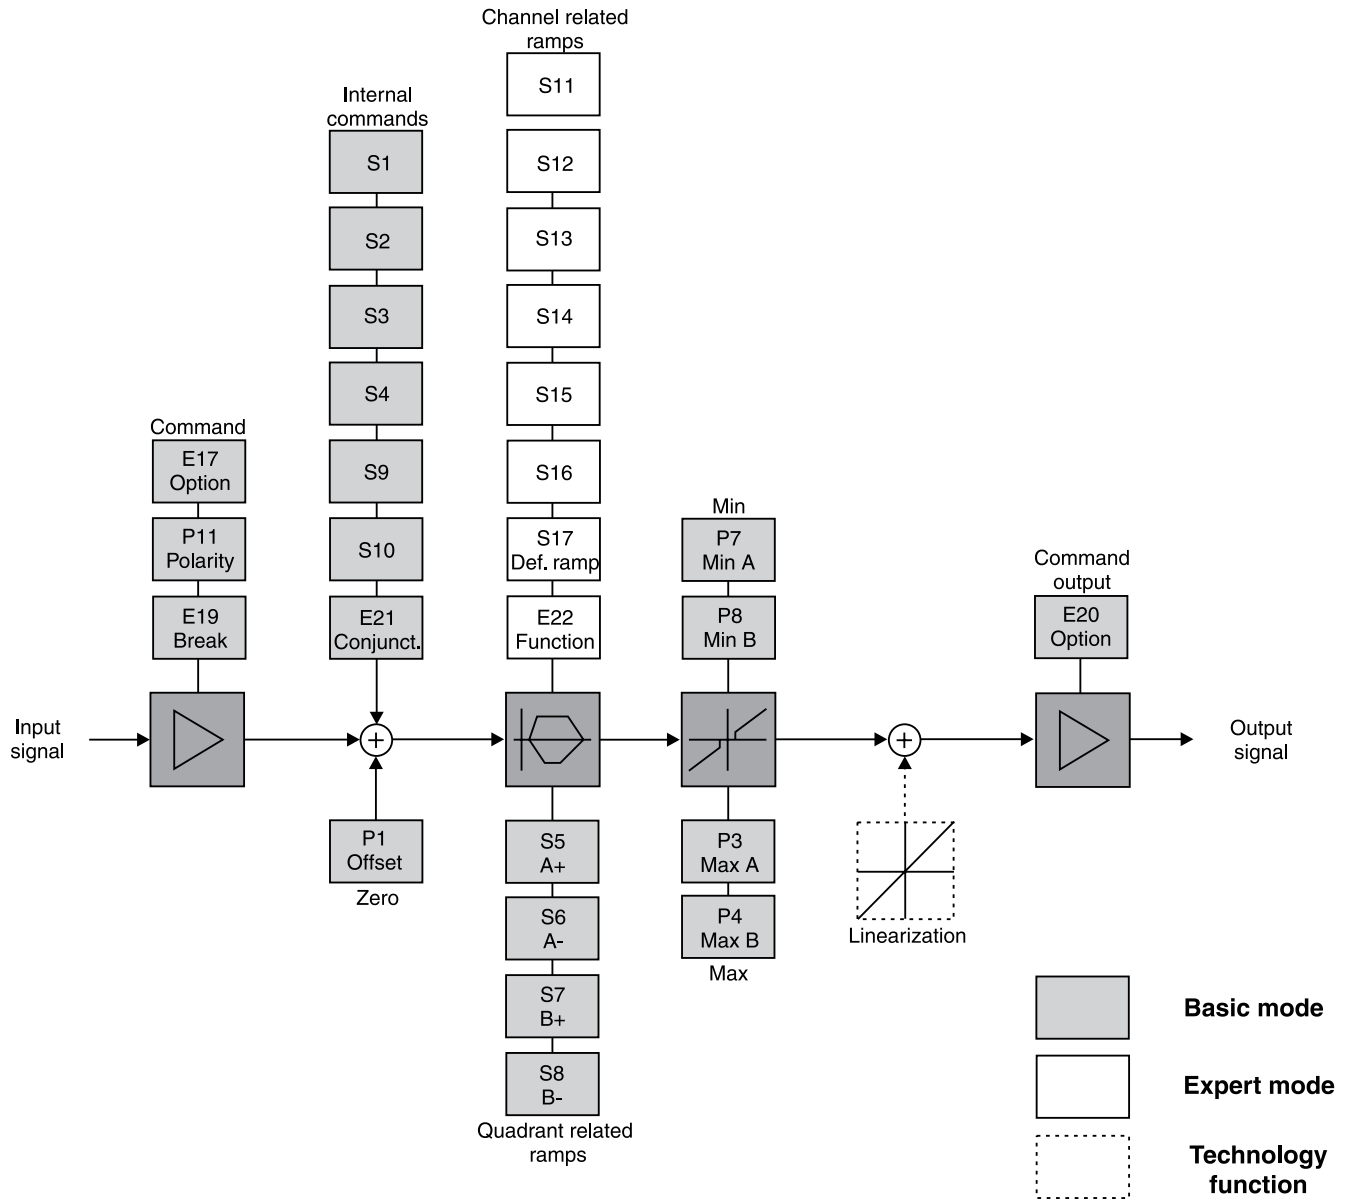 Channel related
ramps
S11
Internal
commands
S1
S12
S2
S13
S3
S14
S4
S15
Command
E17
Option
S9
S16
Min
P11
Polarity
S10
S17
Def. ramp
P7
Min A
Command
output
E19
Break
E21
Conjunct.
E22
Function
P8
Min B
E20
Option
Input
signal
+
+
Output
signal
P1
Offset
Zero
S5
A+
P3
Max A
S6
A-
P4
Max B
Max
Linearization
S7
B+
S8
B-
Quadrant related
ramps
Basic mode
Expert mode
Technology
function